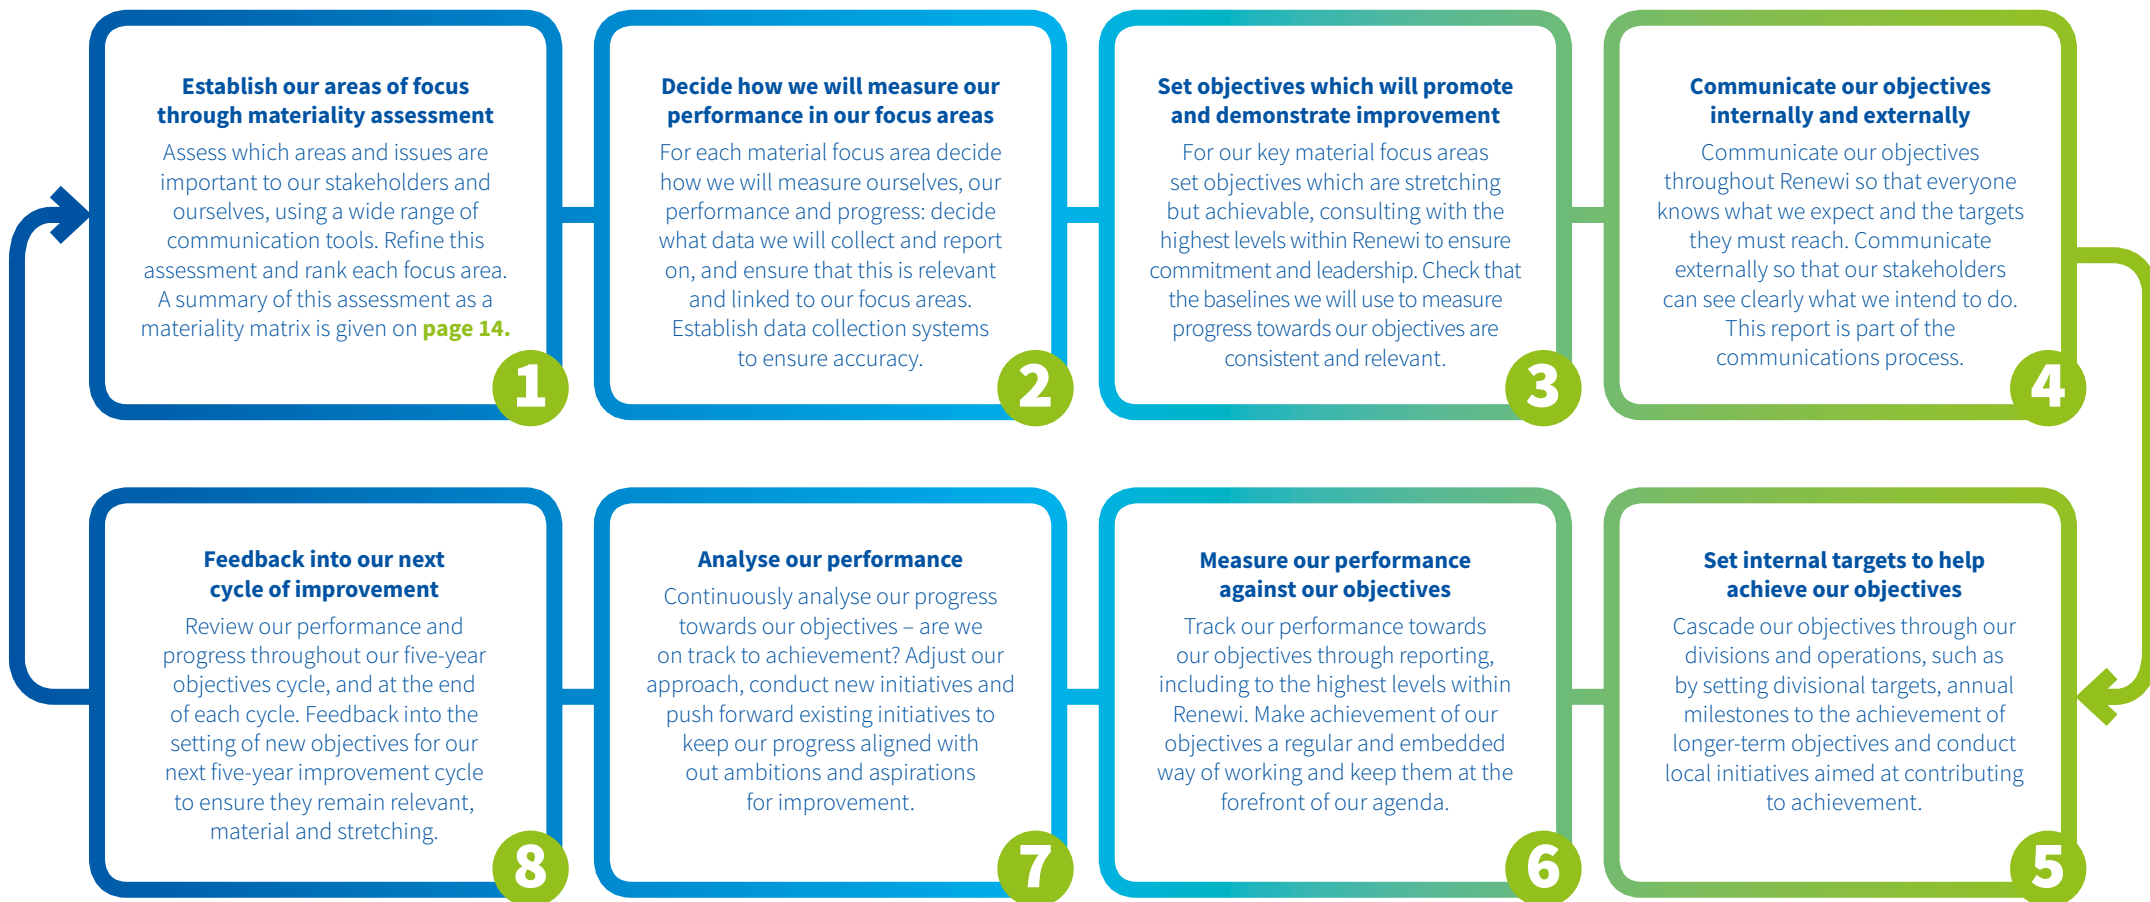 Establish our areas of focus
through materiality assessment
Assess which areas and issues are
important to our stakeholders and
ourselves, using a wide range of
communication tools. Refine this
assessment and rank each focus area.
A summary of this assessment as a
materiality matrix is given on page 14.
1
Decide how we will measure our
performance in our focus areas
For each material focus area decide
how we will measure ourselves, our
performance and progress: decide
what data we will collect and report
on, and ensure that this is relevant
and linked to our focus areas.
Establish data collection systems
to ensure accuracy.
2
Set objectives which will promote
and demonstrate improvement
For our key material focus areas
set objectives which are stretching
but achievable, consulting with the
highest levels within Renewi to ensure
commitment and leadership. Check that
the baselines we will use to measure
progress towards our objectives are
consistent and relevant.
3
Communicate our objectives
internally and externally
Communicate our objectives
throughout Renewi so that everyone
knows what we expect and the targets
they must reach. Communicate
externally so that our stakeholders
can see clearly what we intend to do.
This report is part of the
communications process.
4
Set internal targets to help
achieve our objectives
Cascade our objectives through our
divisions and operations, such as
by setting divisional targets, annual
milestones to the achievement of
longer-term objectives and conduct
local initiatives aimed at contributing
to achievement.
5
Measure our performance
against our objectives
Track our performance towards
our objectives through reporting,
including to the highest levels within
Renewi. Make achievement of our
objectives a regular and embedded
way of working and keep them at the
forefront of our agenda.
6
Analyse our performance
Continuously analyse our progress
towards our objectives – are we
on track to achievement? Adjust our
approach, conduct new initiatives and
push forward existing initiatives to
keep our progress aligned with
out ambitions and aspirations
for improvement.
7
Feedback into our next
cycle of improvement
Review our performance and
progress throughout our five-year
objectives cycle, and at the end
of each cycle. Feedback into the
setting of new objectives for our
next five-year improvement cycle
to ensure they remain relevant,
material and stretching.
8